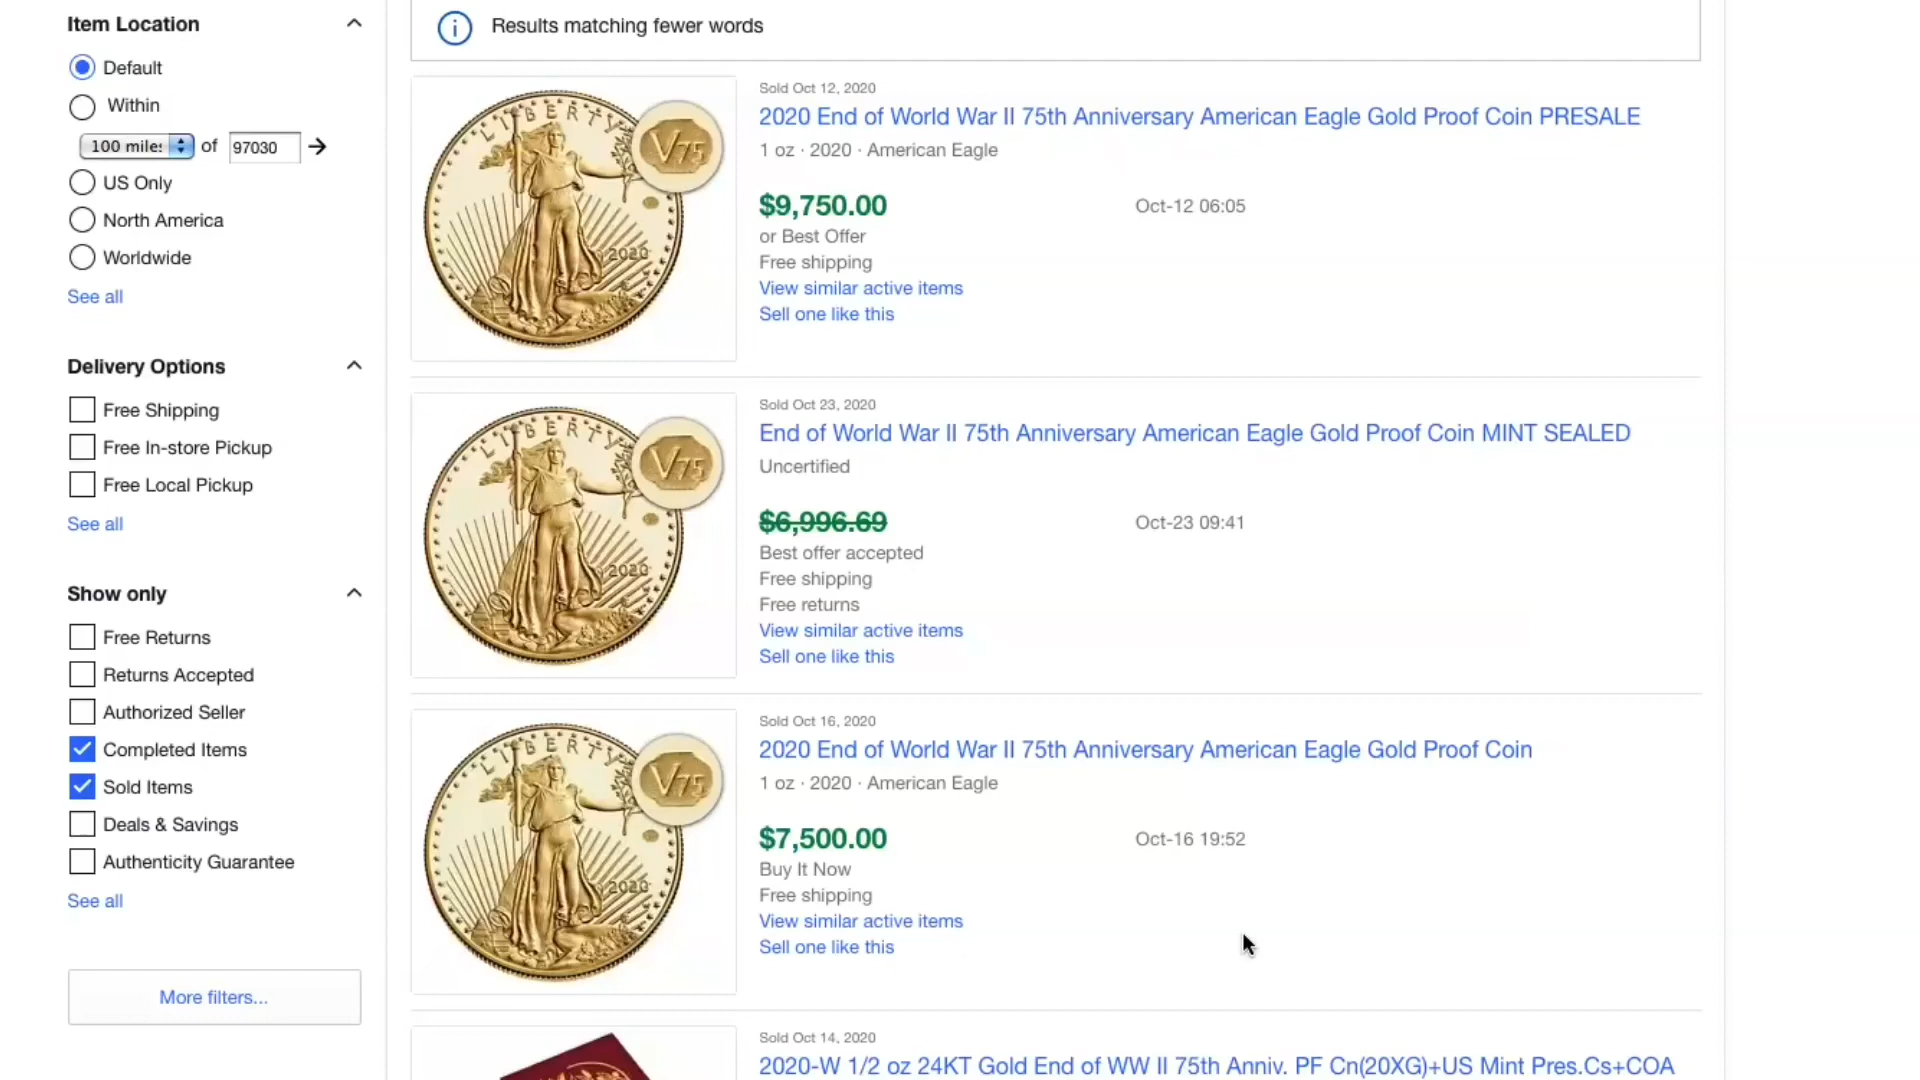 Item Location
Default
Within
100 mile:
of
97030
US Only
North America
Worldwide
See all
Delivery Options
Free Shipping
Free In-store Pickup
Free Local Pickup
See all
Show only
Free Returns
Returns Accepted
Authorized Seller
Completed Items
Sold Items
Deals & Savings
Authenticity Guarantee
See all
More filters...
Results matching fewer words
LIBERTY
2020
V75
Sold Oct 12, 2020
2020 End of World War II 75th Anniversary American Eagle Gold Proof Coin PRESALE
1 oz · 2020 · American Eagle
$9,750.00
Oct-12 06:05
or Best Offer
Free shipping
View similar active items
Sell one like this
LIBERTY
2020
V75
Sold Oct 23, 2020
End of World War II 75th Anniversary American Eagle Gold Proof Coin MINT SEALED
Uncertified
$6,996.69
Oct-23 09:41
Best offer accepted
Free shipping
Free returns
View similar active items
Sell one like this
LIBERTY
2020
V75
Sold Oct 16, 2020
2020 End of World War II 75th Anniversary American Eagle Gold Proof Coin
1 oz · 2020 · American Eagle
$7,500.00
Oct-16 19:52
Buy It Now
Free shipping
View similar active items
Sell one like this
Sold Oct 14, 2020
2020-W 1/2 oz 24KT Gold End of WW II 75th Anniv. PF Cn(20XG)+US Mint Pres.Cs+COA